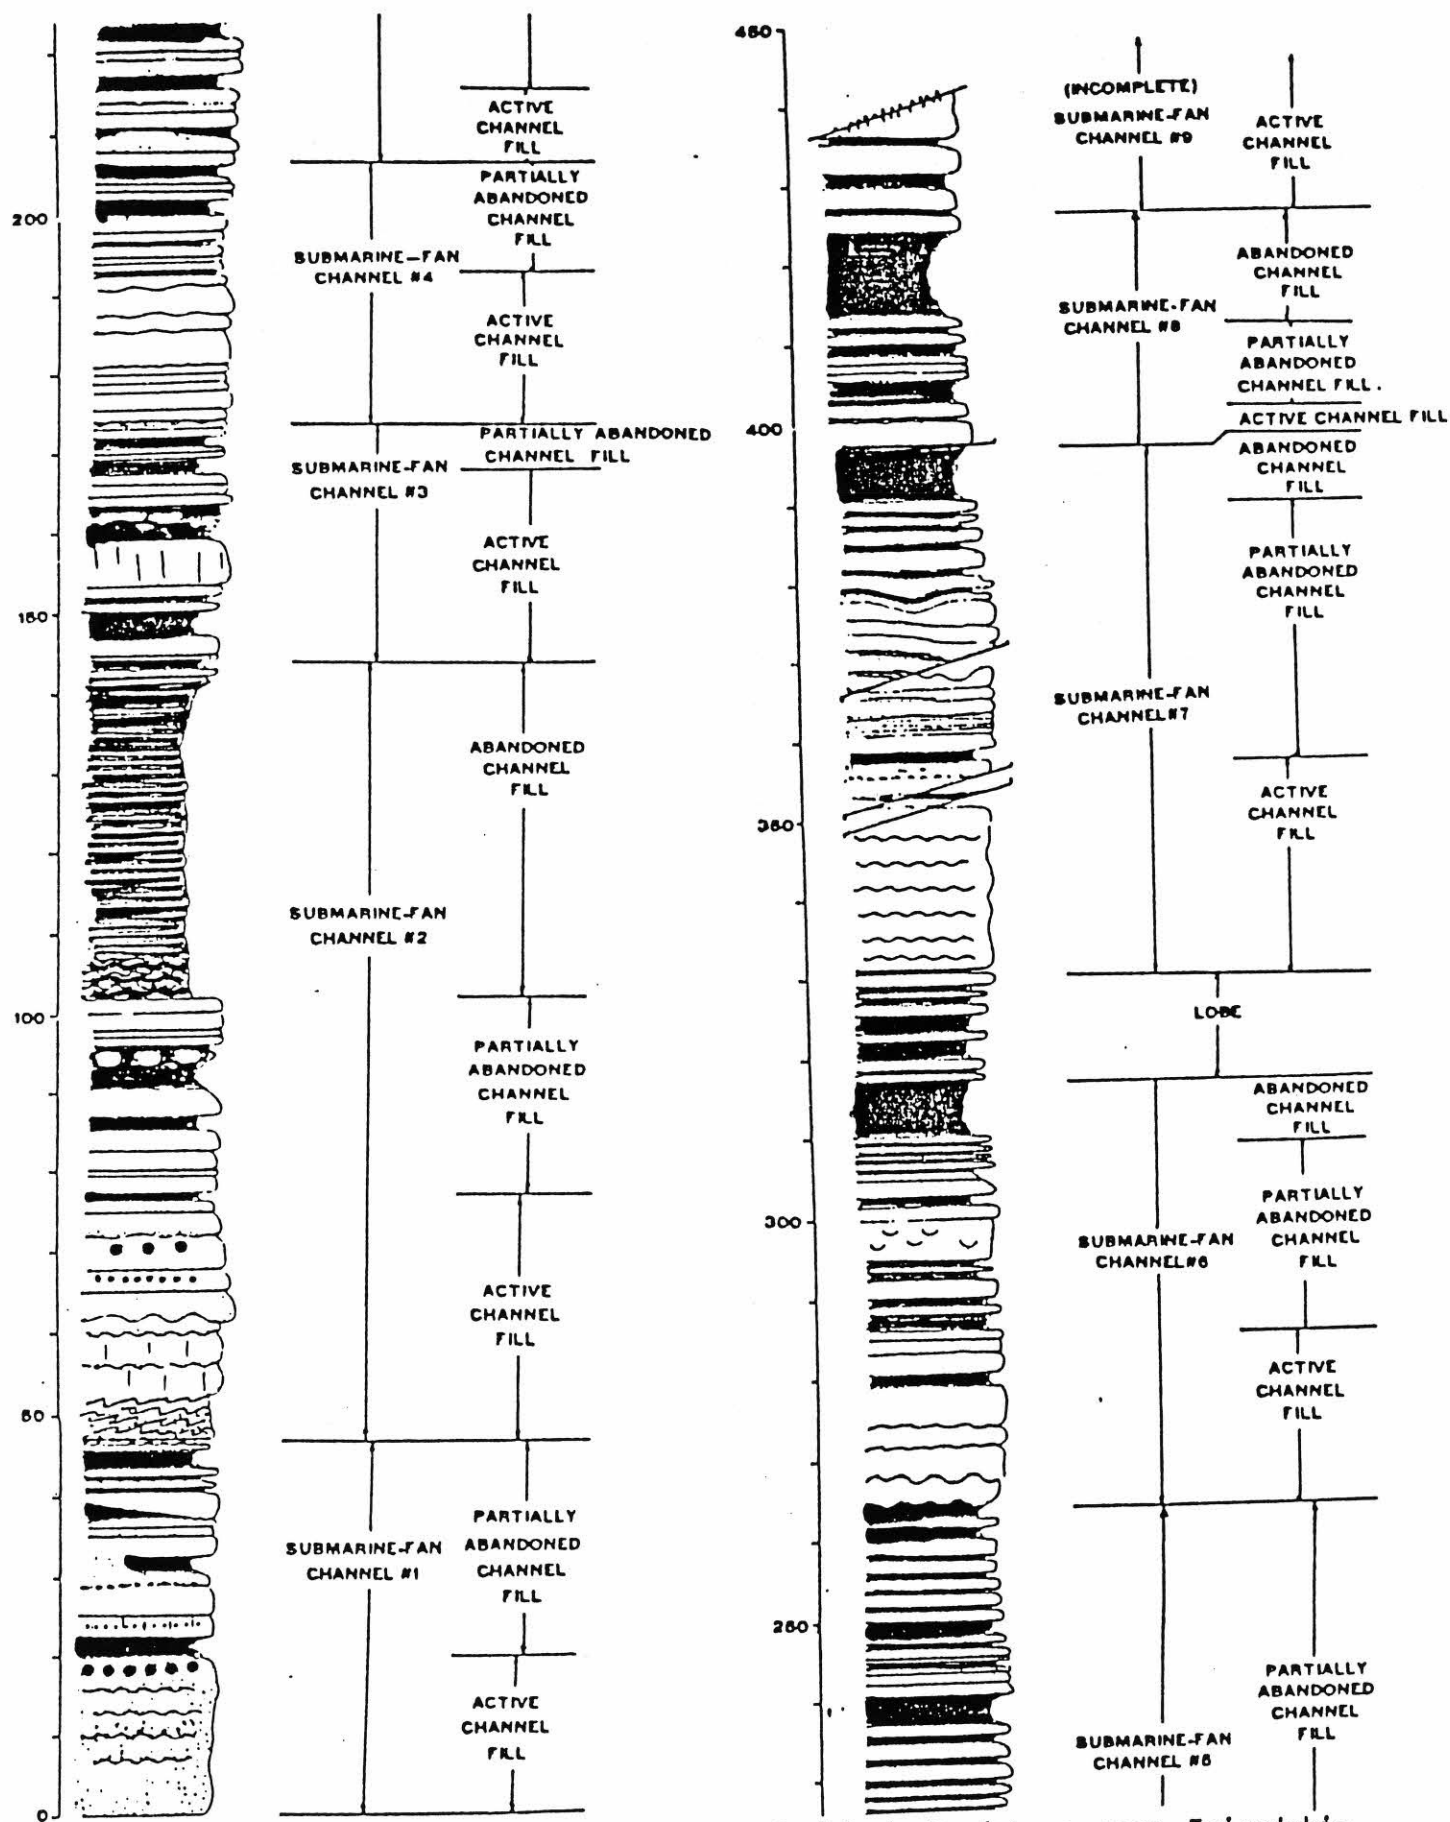 200
150
100
50
0
ACTIVE
CHANNEL
FILL
PARTIALLY
ABANDONED
CHANNEL
FILL
SUBMARINE-FAN
CHANNEL #4
ACTIVE
CHANNEL
FILL
PARTIALLY ABANDONED
CHANNEL FILL
SUBMARINE-FAN
CHANNEL #3
ACTIVE
CHANNEL
FILL
ABANDONED
CHANNEL
FILL
SUBMARINE-FAN
CHANNEL #2
PARTIALLY
ABANDONED
CHANNEL
FILL
ACTIVE
CHANNEL
FILL
SUBMARINE-FAN
CHANNEL #1
PARTIALLY
ABANDONED
CHANNEL
FILL
ACTIVE
CHANNEL
FILL
450
400
350
300
250
(INCOMPLETE)
SUBMARINE-FAN
CHANNEL #9
ACTIVE
CHANNEL
FILL
SUBMARINE-FAN
CHANNEL #8
ABANDONED
CHANNEL
FILL
PARTIALLY
ABANDONED
CHANNEL FILL.
ACTIVE CHANNEL FILL
ABANDONED
CHANNEL
FILL
PARTIALLY
ABANDONED
CHANNEL
FILL
SUBMARINE-FAN
CHANNEL #7
ACTIVE
CHANNEL
FILL
LOBE
ABANDONED
CHANNEL
FILL
SUBMARINE-FAN
CHANNEL #6
PARTIALLY
ABANDONED
CHANNEL
FILL
ACTIVE
CHANNEL
FILL
PARTIALLY
ABANDONED
CHANNEL
FILL
SUBMARINE-FAN
CHANNEL #5